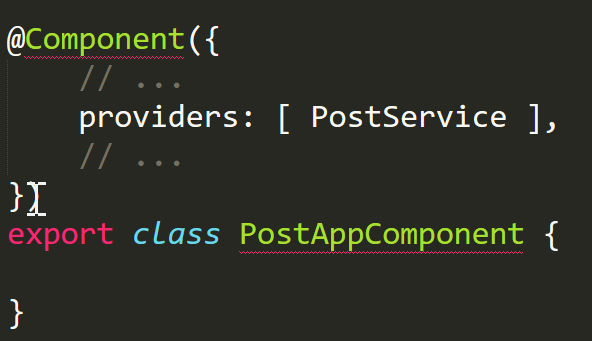 @Component({
    // ...
    providers: [ PostService ],
    // ...
})
export class PostAppComponent {
}